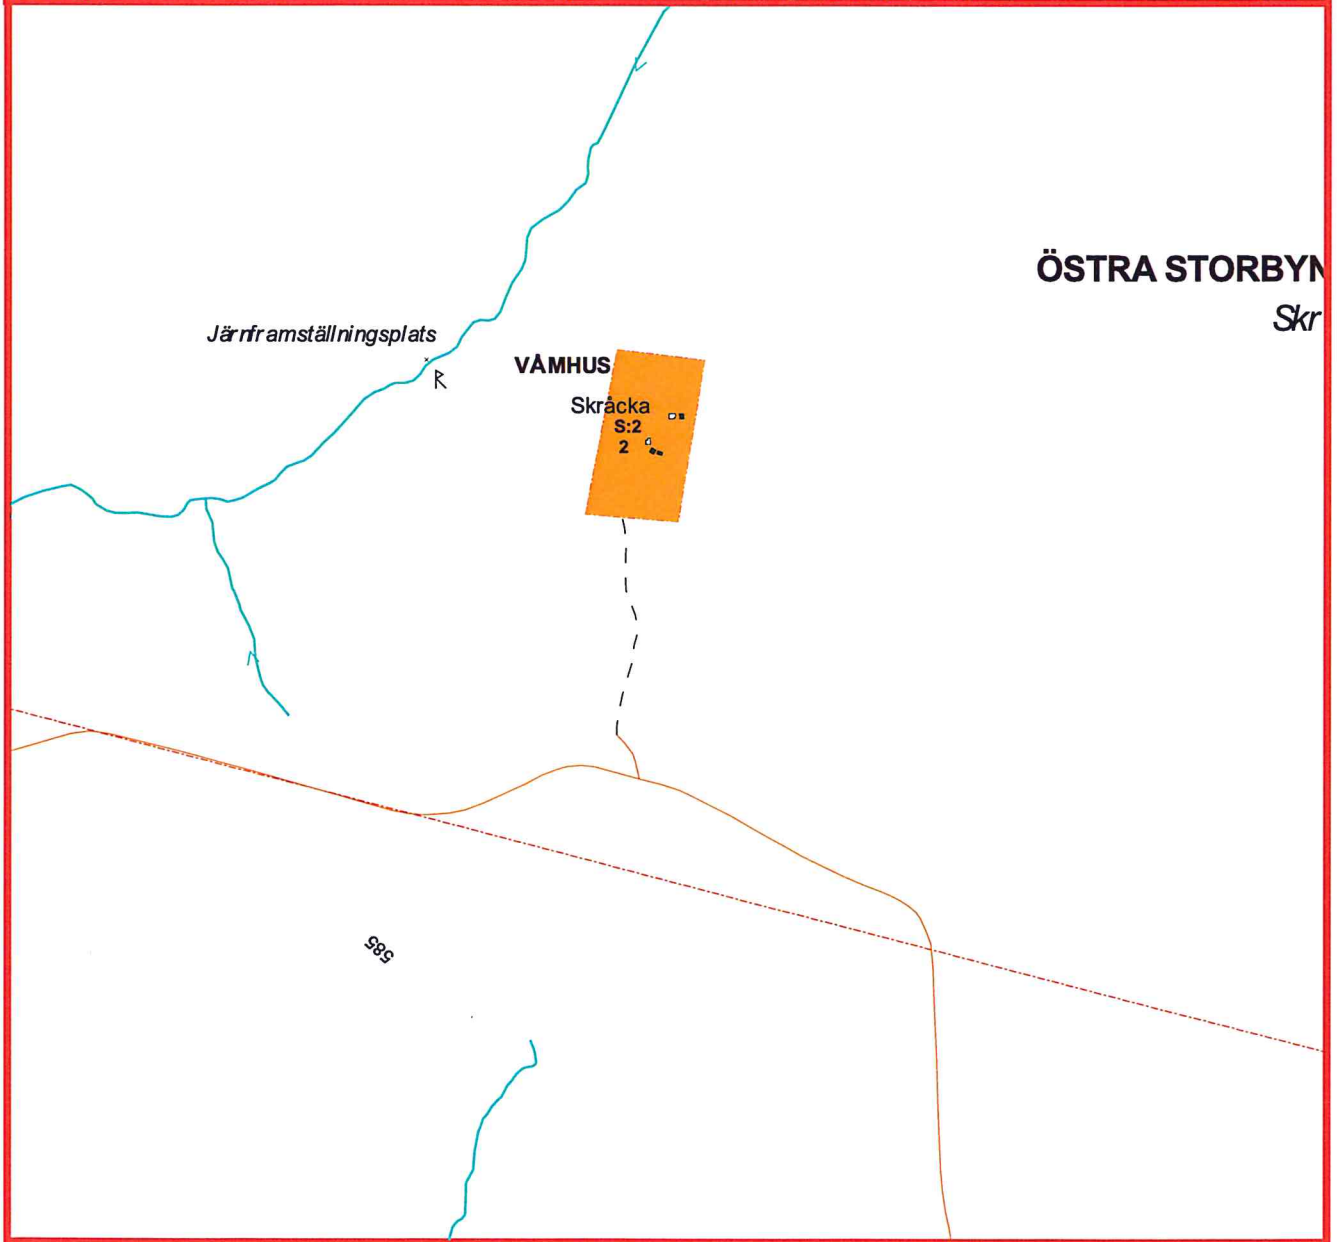 ÖSTRA STORBYN
Skr
Järnframställningsplats
R
VÅMHUS
Skråcka
S:2
2
585